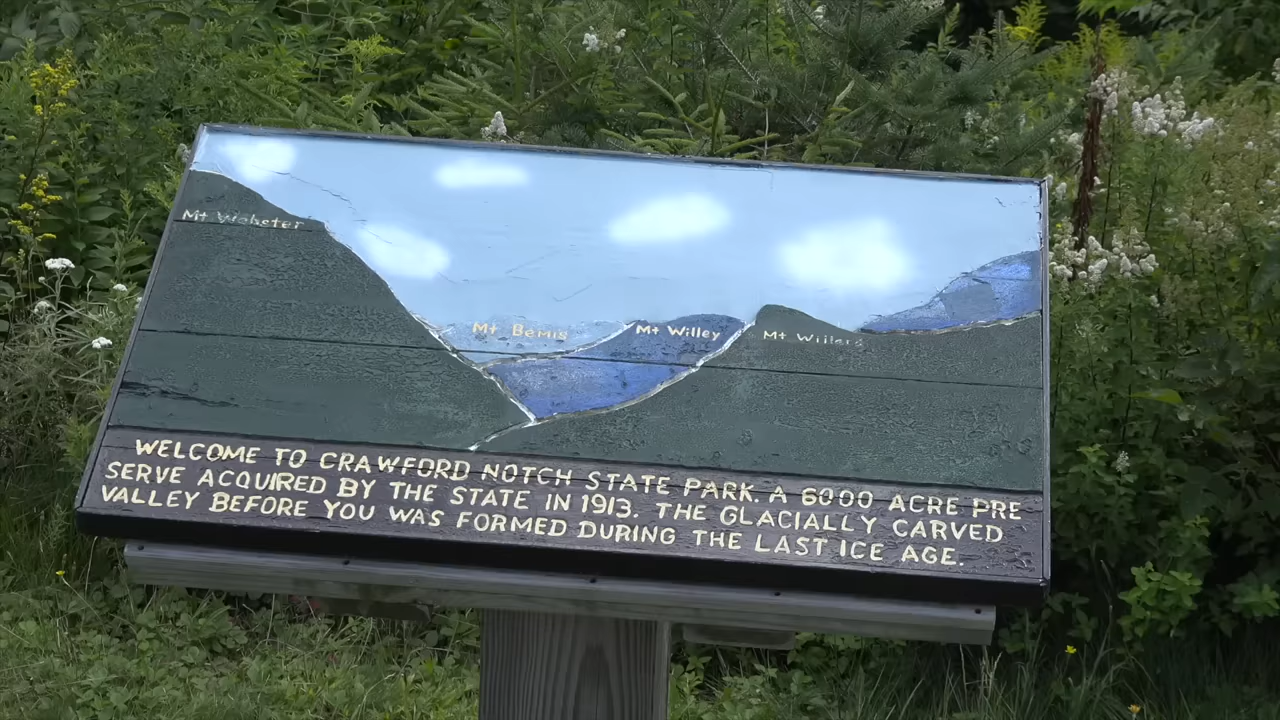 Mt Webster
Mt Bemis
Mt Willey
Mt Willard
WELCOME TO CRAWFORD NOTCH STATE PARK. A 6000 ACRE PRE
SERVE ACQUIRED BY THE STATE IN 1913. THE GLACIALLY CARVED
VALLEY BEFORE YOU WAS FORMED DURING THE LAST ICE AGE.